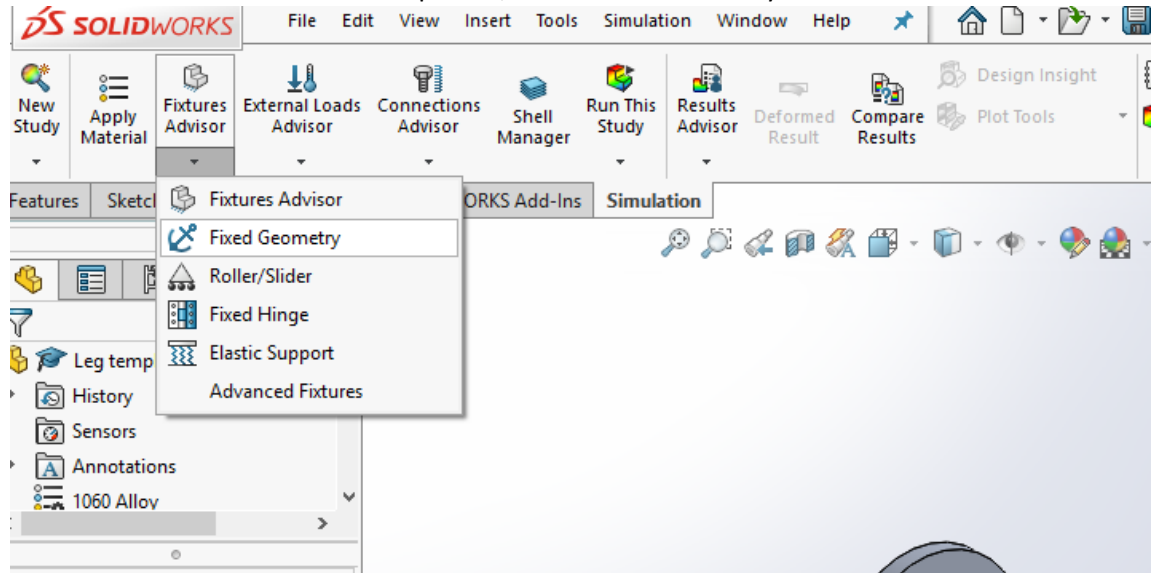 SOLIDWORKS File Edit View Insert Tools Simulation Window Help
New Study
Apply Material
Fixtures Advisor
External Loads Advisor
Connections Advisor
Shell Manager
Run This Study
Results Advisor
Deformed Result
Compare Results
Design Insight
Plot Tools
Features
ORKS Add-Ins
Simulation
Fixtures Advisor
Fixed Geometry
Roller/Slider
Fixed Hinge
Elastic Support
Advanced Fixtures
Leg temp
History
Sensors
Annotations
1060 Alloy